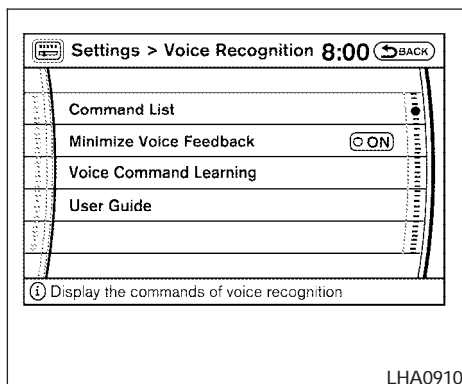 Settings > Voice Recognition 8:00 BACK
Command List
Minimize Voice Feedback ON
Voice Command Learning
User Guide
i Display the commands of voice recognition
LHA0910